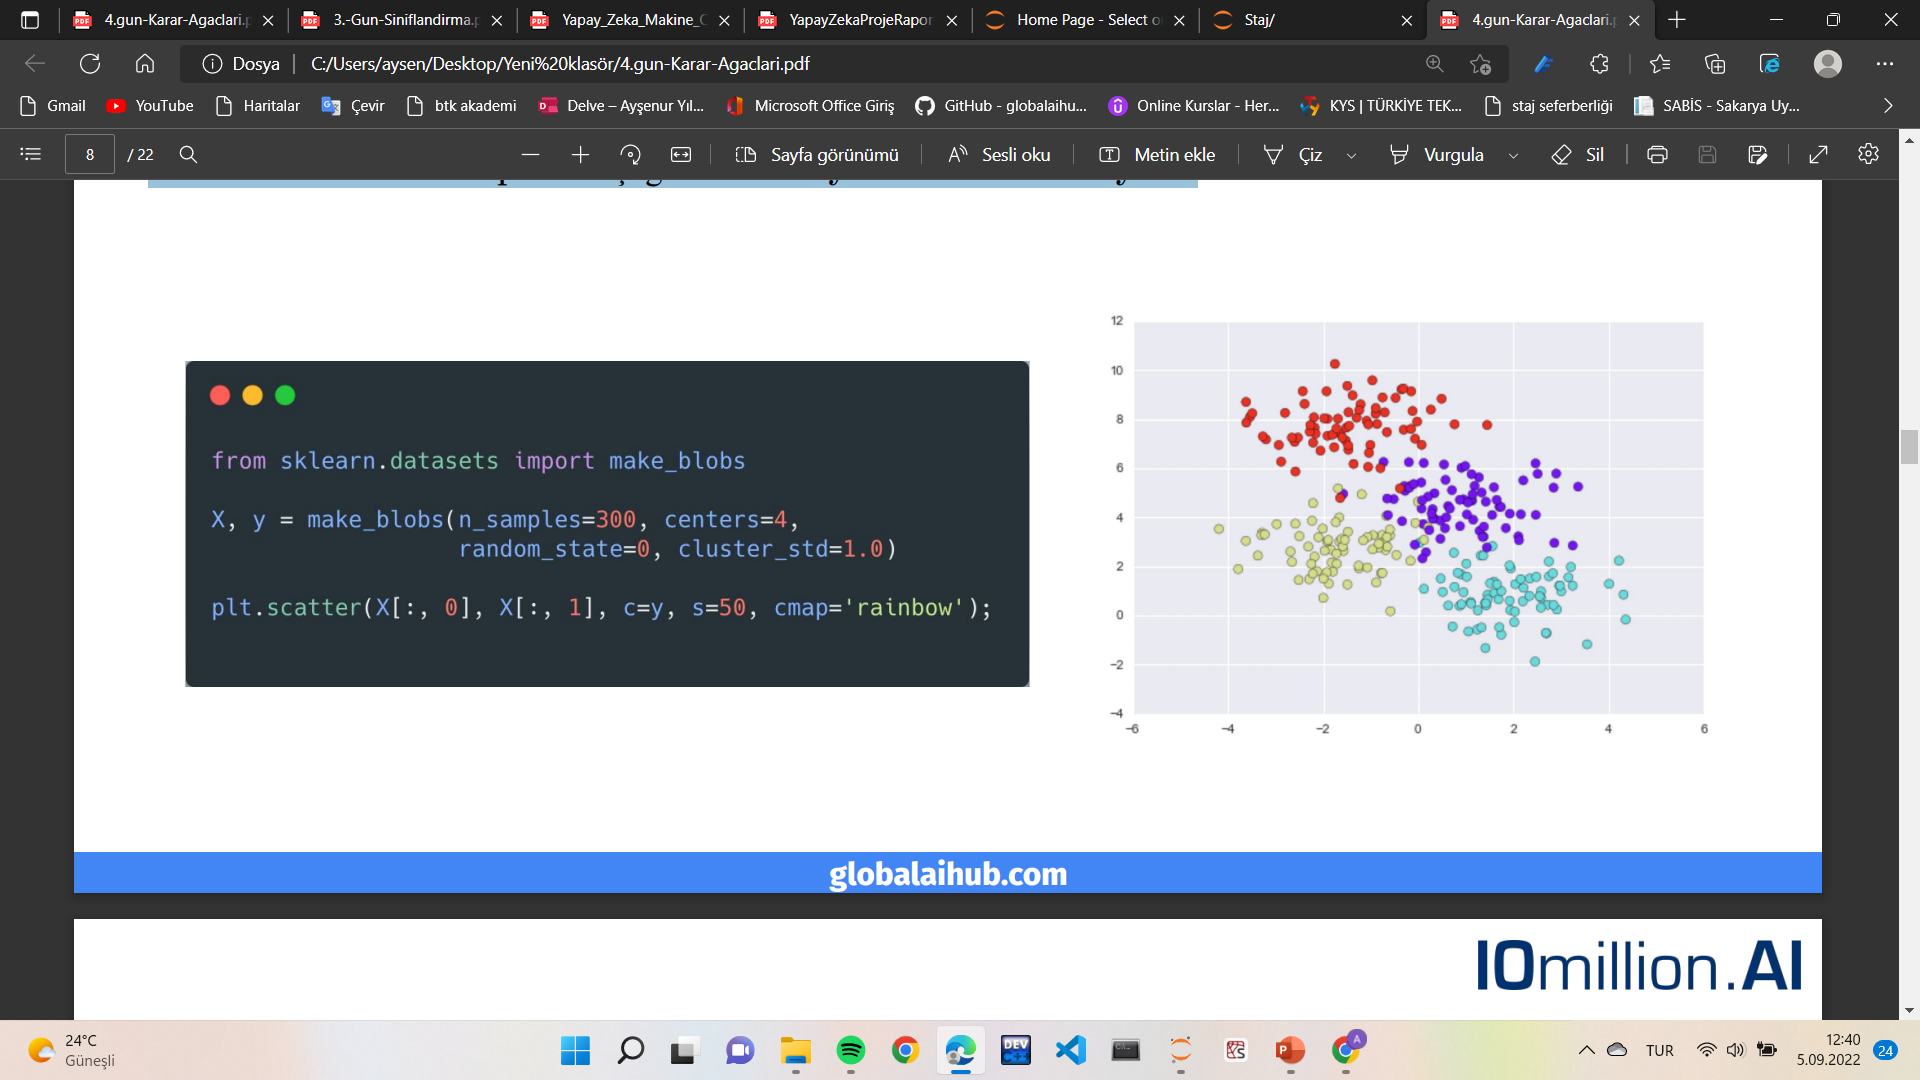 4.gun-Karar-Agaclari.p
3.-Gun-Siniflandirma.p
Yapay_Zeka_Makine_
YapayZekaProjeRapor
Home Page - Select o
Staj/
4.gun-Karar-Agaclari.p
Dosya
C:/Users/aysen/Desktop/Yeni%20klasör/4.gun-Karar-Agaclari.pdf
Gmail
YouTube
Haritalar
Çevir
btk akademi
Delve – Ayşenur Yıl...
Microsoft Office Giriş
GitHub - globalaihu...
Online Kurslar - Her...
KYS | TÜRKİYE TEK...
staj seferberliği
SABİS - Sakarya Uy...
8
/ 22
Sayfa görünümü
Sesli oku
Metin ekle
Çiz
Vurgula
Sil
from sklearn.datasets import make_blobs
X, y = make_blobs(n_samples=300, centers=4,
random_state=0, cluster_std=1.0)
plt.scatter(X[:, 0], X[:, 1], c=y, s=50, cmap='rainbow');
12
10
8
6
4
2
0
−2
−4
−6 −4 −2 0 2 4 6
globalaihub.com
10million.AI
24°C
Güneşli
DEV
A
TUR
12:40
5.09.2022
24